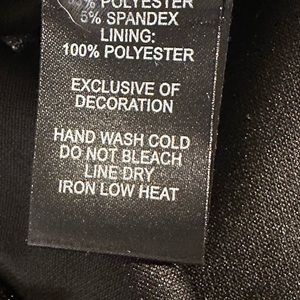 % POLYESTER
5% SPANDEX
LINING:
100% POLYESTER
EXCLUSIVE OF
DECORATION
HAND WASH COLD
DO NOT BLEACH
LINE DRY
IRON LOW HEAT